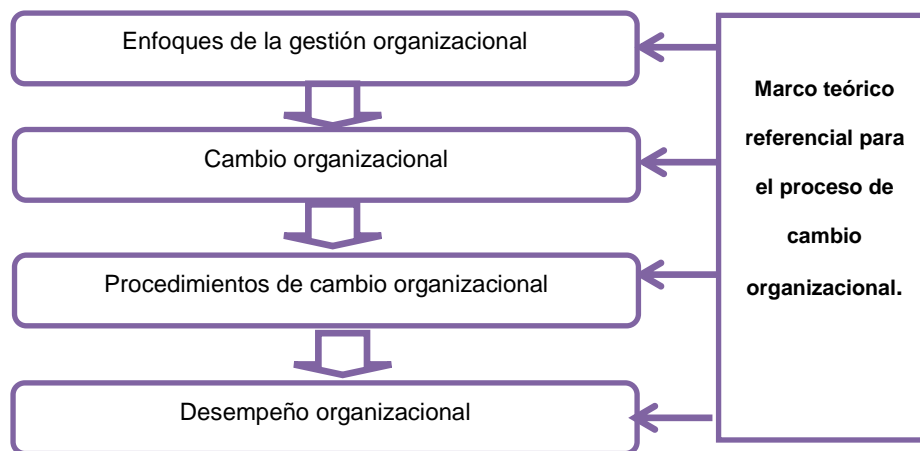 Enfoques de la gestión organizacional
Cambio organizacional
Procedimientos de cambio organizacional
Desempeño organizacional
Marco teórico
referencial para
el proceso de
cambio
organizacional.